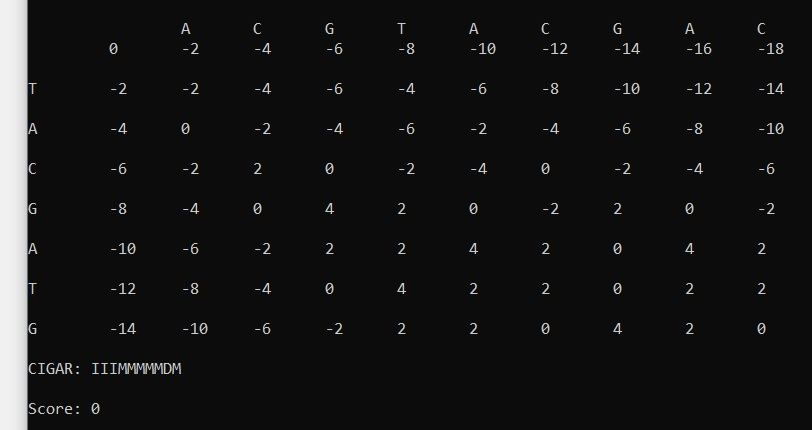 A C G T A C G A C
0 -2 -4 -6 -8 -10 -12 -14 -16 -18
T -2 -2 -4 -6 -4 -6 -8 -10 -12 -14
A -4 0 -2 -4 -6 -2 -4 -6 -8 -10
C -6 -2 2 0 -2 -4 0 -2 -4 -6
G -8 -4 0 4 2 0 -2 2 0 -2
A -10 -6 -2 2 2 4 2 0 4 2
T -12 -8 -4 0 4 2 2 0 2 2
G -14 -10 -6 -2 2 2 0 4 2 0
CIGAR: IIIMMMMMDM
Score: 0